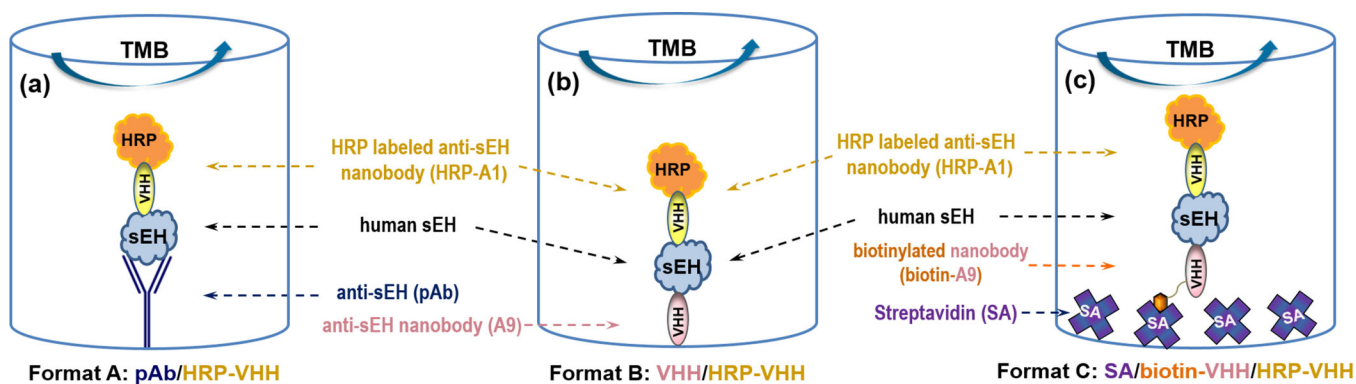 TMB
(a)
HRP
VHH
sEH
Format A: pAb/HRP-VHH
HRP labeled anti-sEH
nanobody (HRP-A1)
human sEH
anti-sEH (pAb)
anti-sEH nanobody (A9)
TMB
(b)
HRP
VHH
sEH
VHH
Format B: VHH/HRP-VHH
HRP labeled anti-sEH
nanobody (HRP-A1)
human sEH
biotinylated nanobody
(biotin-A9)
Streptavidin (SA)
TMB
(c)
HRP
VHH
sEH
VHH
SA
SA
SA
SA
Format C: SA/biotin-VHH/HRP-VHH